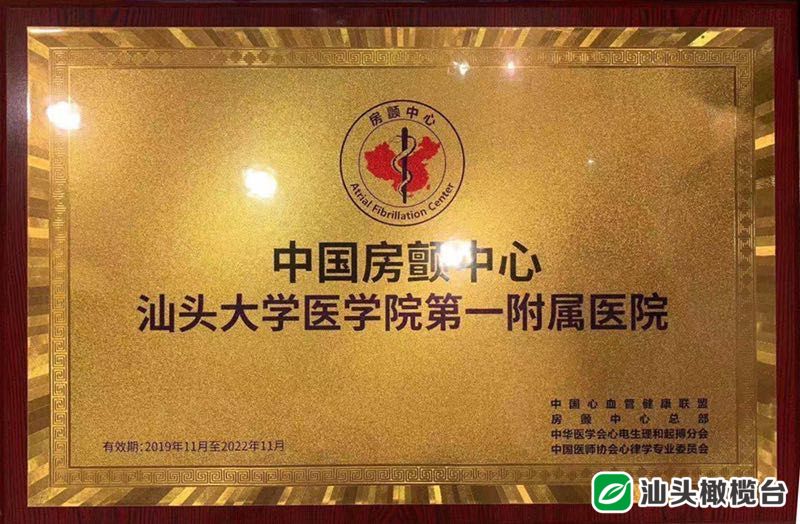 房颤中心
Atrial Fibrillation Center
中国房颤中心
汕头大学医学院第一附属医院
中国心血管健康联盟
房颤中心总部
中华医学会心电生理和起搏分会
中国医师协会心律学专业委员会
有效期：2019年11月至2022年11月
汕头橄榄台